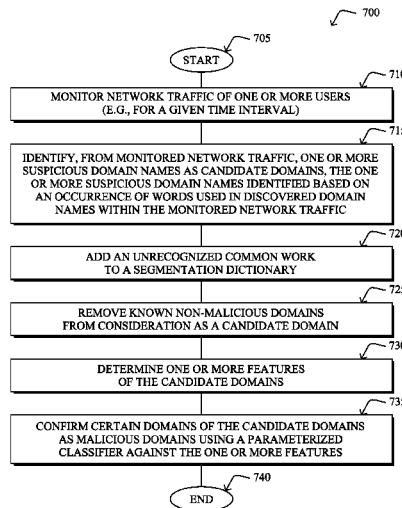 700
705
START
710
MONITOR NETWORK TRAFFIC OF ONE OR MORE USERS
(E.G., FOR A GIVEN TIME INTERVAL)
715
IDENTIFY, FROM MONITORED NETWORK TRAFFIC, ONE OR MORE
SUSPICIOUS DOMAIN NAMES AS CANDIDATE DOMAINS, THE ONE
OR MORE SUSPICIOUS DOMAIN NAMES IDENTIFIED BASED ON
AN OCCURRENCE OF WORDS USED IN DISCOVERED DOMAIN
NAMES WITHIN THE MONITORED NETWORK TRAFFIC
720
ADD AN UNRECOGNIZED COMMON WORK
TO A SEGMENTATION DICTIONARY
725
REMOVE KNOWN NON-MALICIOUS DOMAINS
FROM CONSIDERATION AS A CANDIDATE DOMAIN
730
DETERMINE ONE OR MORE FEATURES
OF THE CANDIDATE DOMAINS
735
CONFIRM CERTAIN DOMAINS OF THE CANDIDATE DOMAINS
AS MALICIOUS DOMAINS USING A PARAMETERIZED
CLASSIFIER AGAINST THE ONE OR MORE FEATURES
740
END